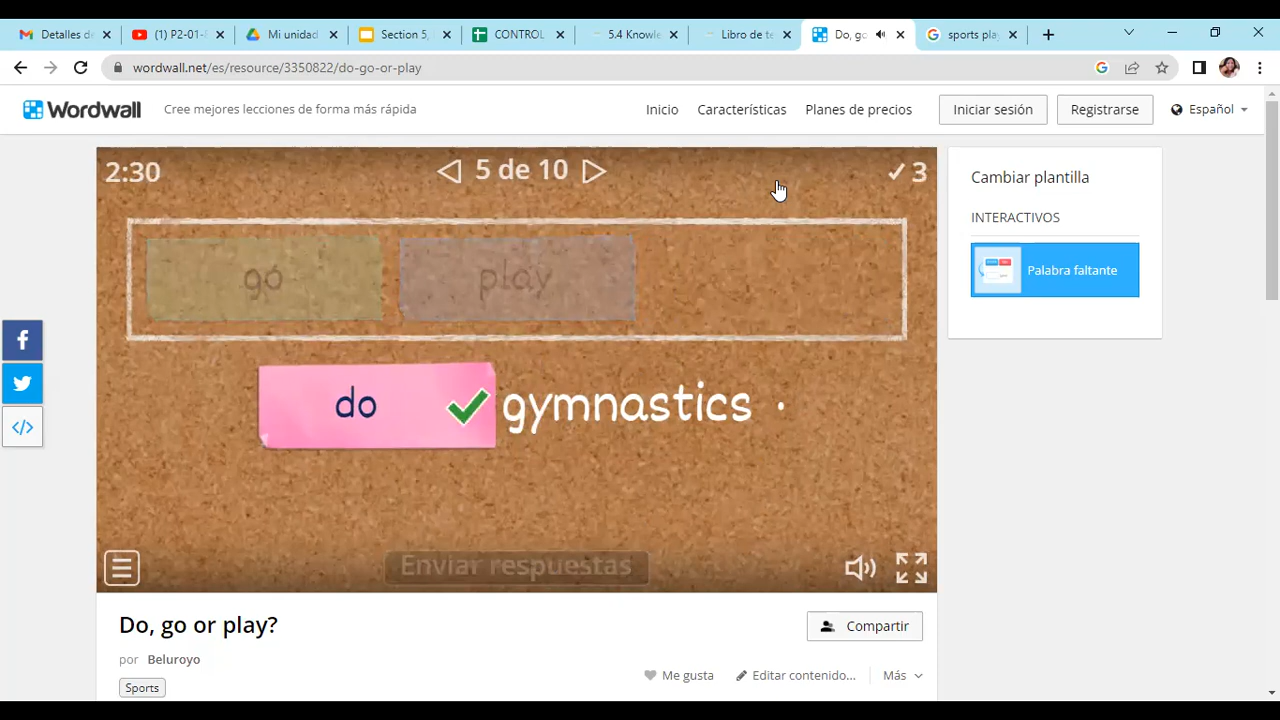 Detalles de
(1) P2-01-
Mi unidad
Section 5,
CONTROL
5.4 Knowle
Libro de te
Do, go
sports pla
wordwall.net/es/resource/3350822/do-go-or-play
Wordwall
Cree mejores lecciones de forma más rápida
Inicio
Características
Planes de precios
Iniciar sesión
Registrarse
Español
2:30
5 de 10
3
Cambiar plantilla
INTERACTIVOS
Palabra faltante
go
play
do
gymnastics .
Enviar respuestas
Do, go or play?
Compartir
por Beluroyo
Me gusta
Editar contenido...
Más
Sports